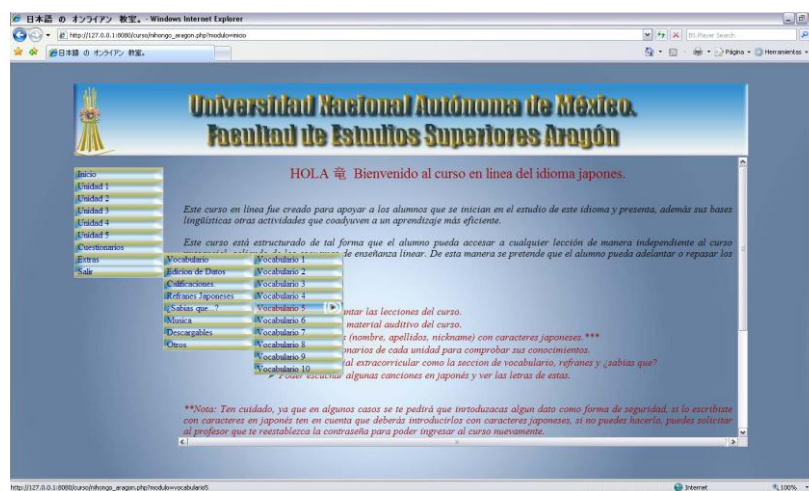 日本語 の オンライン 教室。 - Windows Internet Explorer
http://127.0.0.1:8080/curso/nihongo_aragon.php?modulo=inicio
BS.Player Search
日本語 の オンライン 教室。
Página
Herramientas
Universidad Nacional Autónoma de México.
Facultad de Estudios Superiores Aragón
HOLA 竜 Bienvenido al curso en linea del idioma japones.
Inicio
Unidad 1
Unidad 2
Unidad 3
Unidad 4
Unidad 5
Cuestionarios
Extras
Salir
Vocabulario
Edicion de Datos
Calificaciones
Refranes Japoneses
¿Sabias que...?
Musica
Descargables
Otros
Vocabulario 1
Vocabulario 2
Vocabulario 3
Vocabulario 4
Vocabulario 5
Vocabulario 6
Vocabulario 7
Vocabulario 8
Vocabulario 9
Vocabulario 10
Este curso en línea fue creado para apoyar a los alumnos que se inician en el estudio de este idioma y presenta, además sus bases
lingüísticas otras actividades que coadyuven a un aprendizaje más eficiente.
Este curso está estructurado de tal forma que el alumno pueda accesar a cualquier lección de manera independiente al curso
de enseñanza linear. De esta manera se pretende que el alumno pueda adelantar o repasar los
ntar las lecciones del curso.
material auditivo del curso.
s (nombre, apellidos, nickname) con caracteres japoneses.***
onarios de cada unidad para comprobar sus conocimientos.
ial extracorricular como la seccion de vocabulario, refranes y ¿sabias que?
Poder escuchar algunas canciones en japonés y ver las letras de estas.
**Nota: Ten cuidado, ya que en algunos casos se te pedirá que inrtoduzacas algun dato como forma de seguridad, si lo escribiste
con caracteres en japonés ten en cuenta que deberás introducirlos con caracteres japoneses, si no puedes hacerlo, puedes solicitar
al profesor que te reestablezca la contraseña para poder ingresar al curso nuevamente.
http://127.0.0.1:8080/curso/nihongo_aragon.php?modulo=vocabulario5
Internet
100%